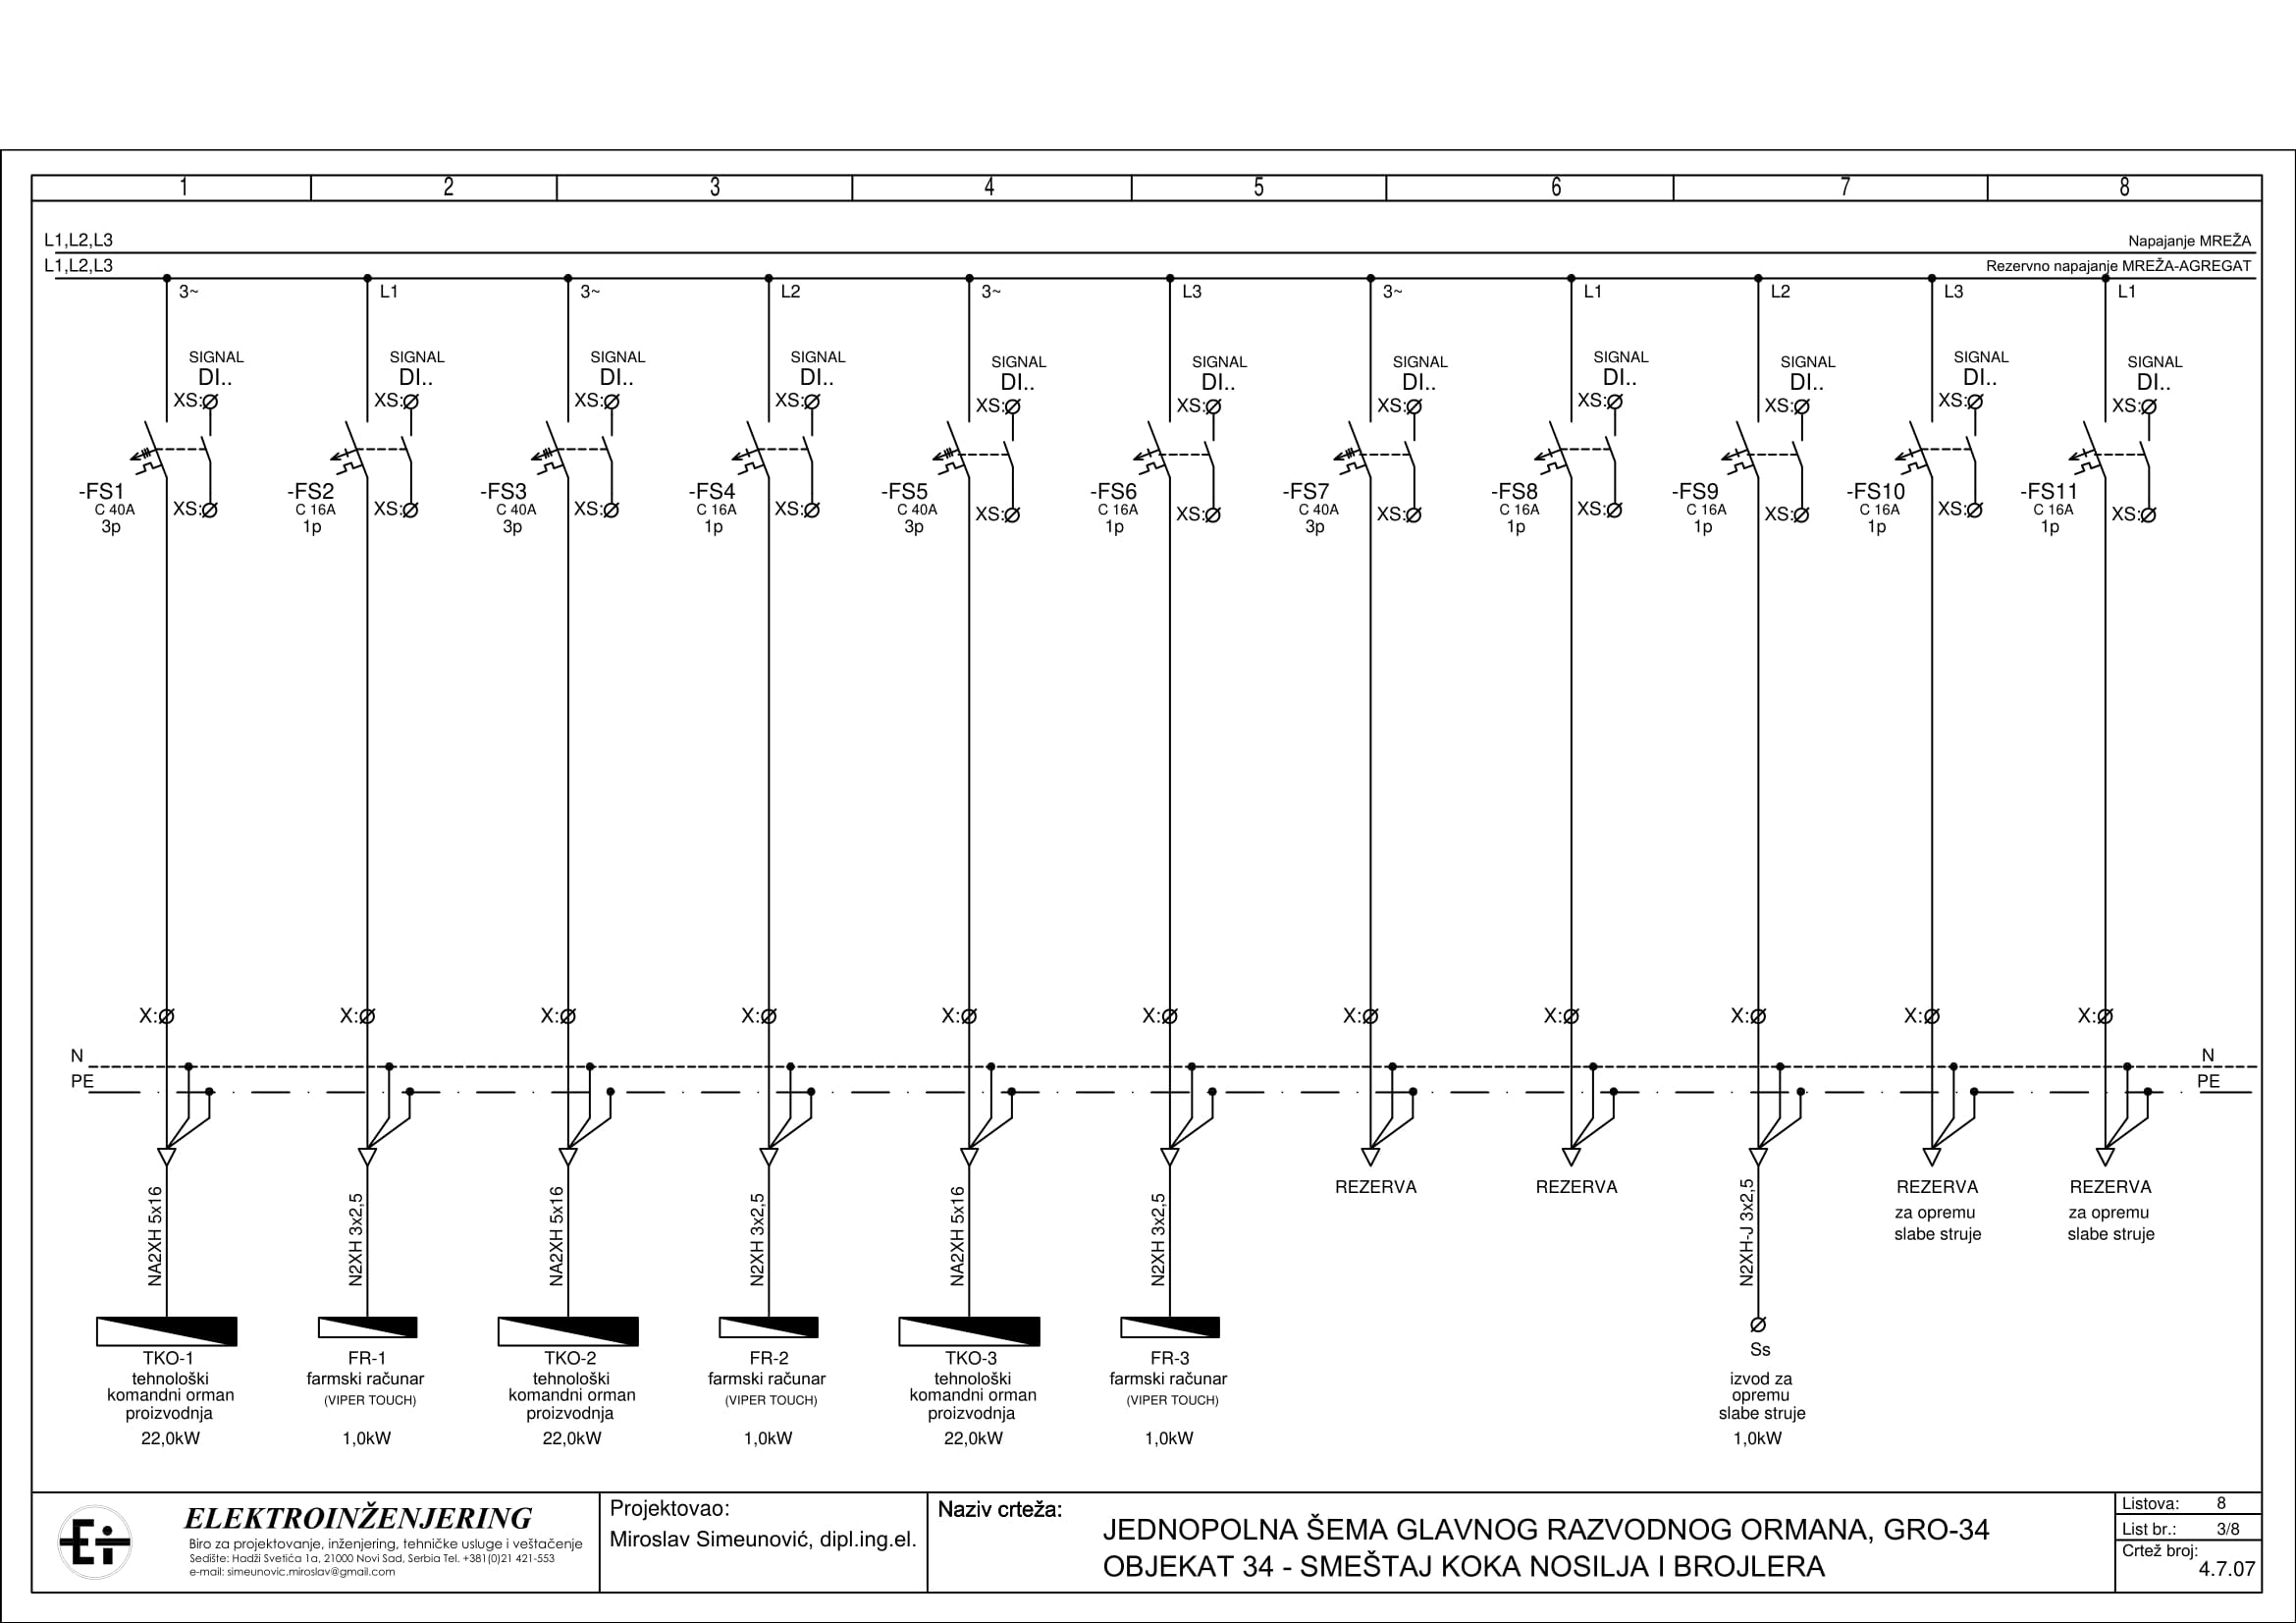 1 2 3 4 5 6 7 8
L1,L2,L3 Napajanje MREŽA
L1,L2,L3 Rezervno napajanje MREŽA-AGREGAT
3~ L1 3~ L2 3~ L3 3~ L1 L2 L3 L1
SIGNAL SIGNAL SIGNAL SIGNAL SIGNAL SIGNAL SIGNAL SIGNAL SIGNAL SIGNAL SIGNAL
DI.. DI.. DI.. DI.. DI.. DI.. DI.. DI.. DI.. DI.. DI..
XS: XS: XS: XS: XS: XS: XS: XS: XS: XS: XS:
-FS1 -FS2 -FS3 -FS4 -FS5 -FS6 -FS7 -FS8 -FS9 -FS10 -FS11
C 40A C 16A C 40A C 16A C 40A C 16A C 40A C 16A C 16A C 16A C 16A
XS: XS: XS: XS: XS: XS: XS: XS: XS: XS: XS:
3p 1p 3p 1p 3p 1p 3p 1p 1p 1p 1p
X: X: X: X: X: X: X: X: X: X: X:
N N
PE PE
NA2XH 5x16
N2XH 3x2,5
NA2XH 5x16
N2XH 3x2,5
NA2XH 5x16
N2XH 3x2,5
REZERVA
REZERVA
N2XH-J 3x2,5
REZERVA
za opremu
slabe struje
REZERVA
za opremu
slabe struje
TKO-1
tehnološki
komandni orman
proizvodnja
22,0kW
FR-1
farmski računar
(VIPER TOUCH)
1,0kW
TKO-2
tehnološki
komandni orman
proizvodnja
22,0kW
FR-2
farmski računar
(VIPER TOUCH)
1,0kW
TKO-3
tehnološki
komandni orman
proizvodnja
22,0kW
FR-3
farmski računar
(VIPER TOUCH)
1,0kW
Ss
izvod za
opremu
slabe struje
1,0kW
Ei
ELEKTROINŽENJERING
Biro za projektovanje, inženjering, tehničke usluge i veštačenje
Sedište: Hadži Svetića 1a, 21000 Novi Sad, Serbia Tel. +381(0)21 421-553
e-mail: simeunovic.miroslav@gmail.com
Projektovao:
Miroslav Simeunović, dipl.ing.el.
Naziv crteža:
JEDNOPOLNA ŠEMA GLAVNOG RAZVODNOG ORMANA, GRO-34
OBJEKAT 34 - SMEŠTAJ KOKA NOSILJA I BROJLERA
Listova: 8
List br.: 3/8
Crtež broj:
4.7.07